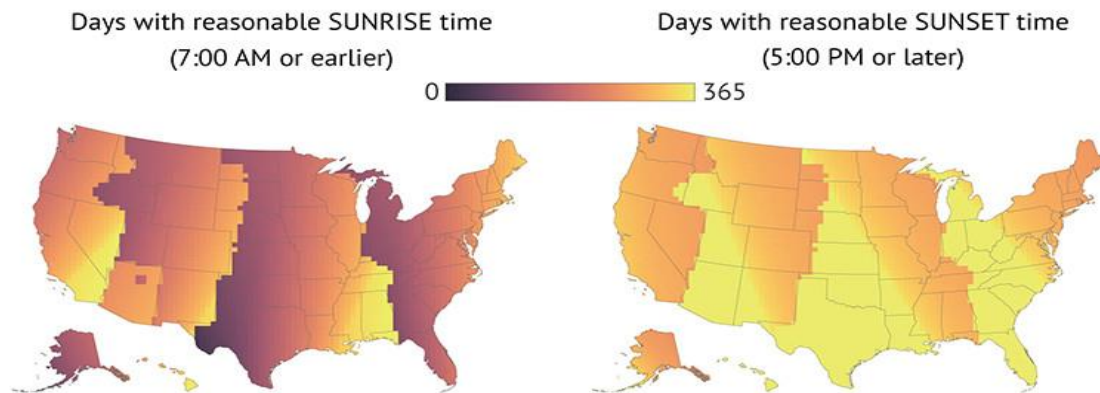 Days with reasonable SUNRISE time
(7:00 AM or earlier)
Days with reasonable SUNSET time
(5:00 PM or later)
0 365